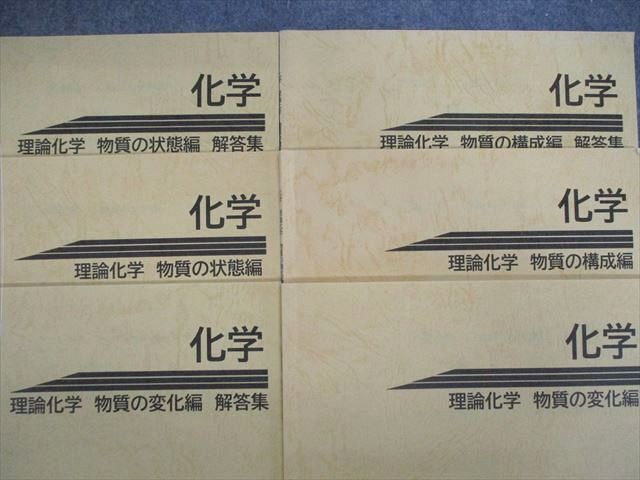 化学
理論化学 物質の状態編 解答集
化学
理論化学 物質の構成編 解答集
化学
理論化学 物質の状態編
化学
理論化学 物質の構成編
化学
理論化学 物質の変化編 解答集
化学
理論化学 物質の変化編